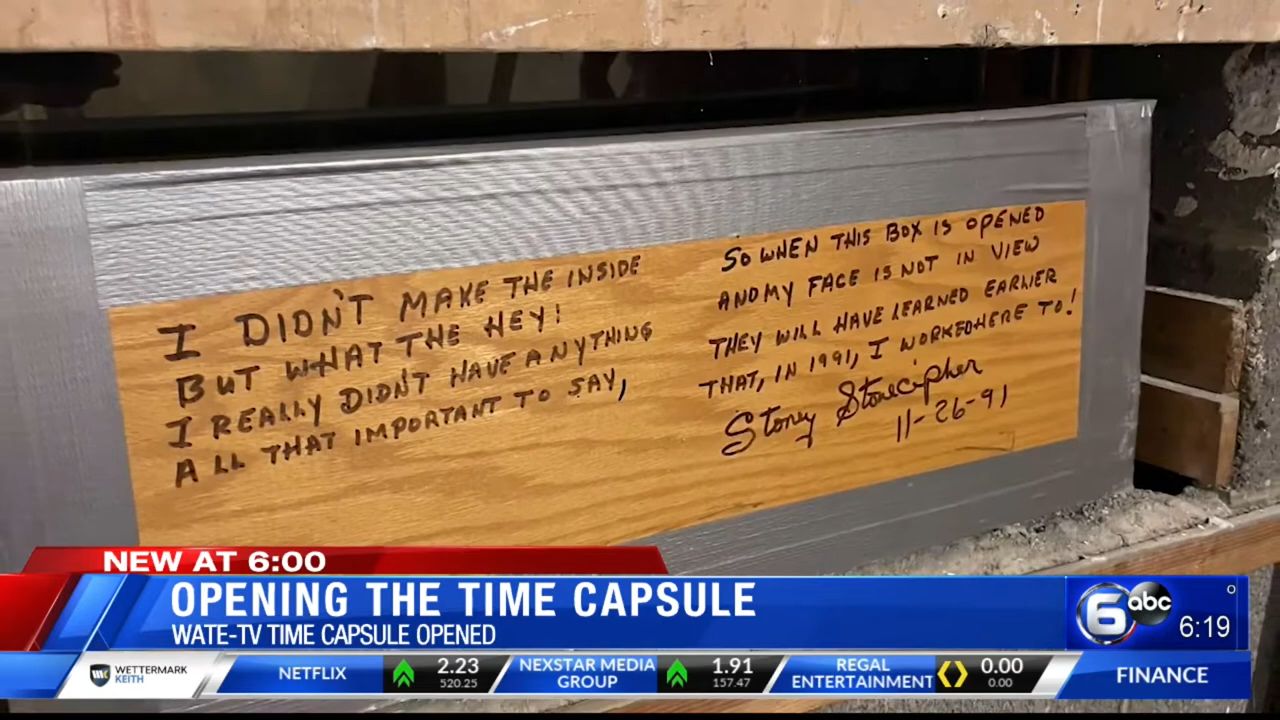 I DIDN'T MAKE THE INSIDE
BUT WHAT THE HEY!
I REALLY DIDN'T HAVE ANYTHING
ALL THAT IMPORTANT TO SAY,
SO WHEN THIS BOX IS OPENED
AND MY FACE IS NOT IN VIEW
THEY WILL HAVE LEARNED EARLIER
THAT, IN 1991, I WORKED HERE TO!
Stoney Stonecipher
11-26-91
NEW AT 6:00
OPENING THE TIME CAPSULE
WATE-TV TIME CAPSULE OPENED
6 abc
6:19
WETTERMARK
KEITH
NETFLIX
2.23
520.25
NEXSTAR MEDIA
GROUP
1.91
157.47
REGAL
ENTERTAINMENT
0.00
0.00
FINANCE